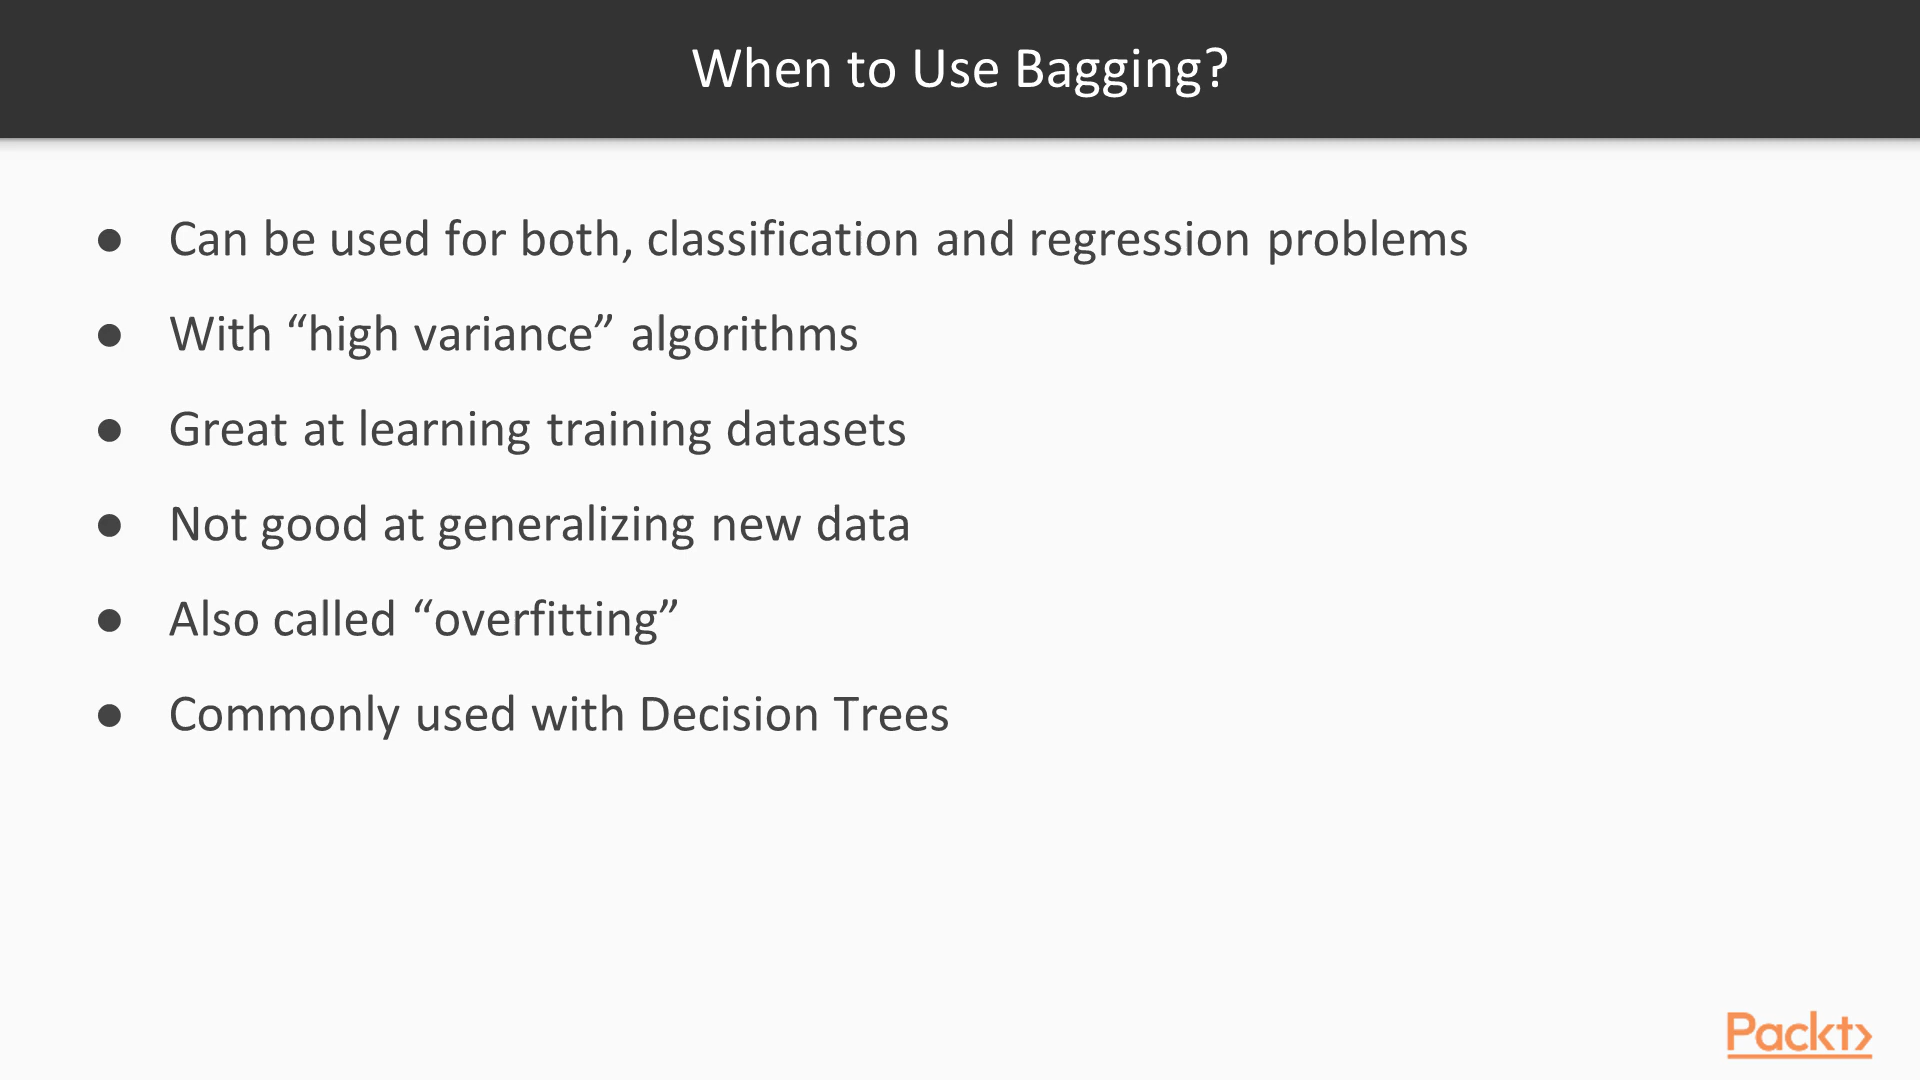 When to Use Bagging?
● Can be used for both, classification and regression problems
● With “high variance” algorithms
● Great at learning training datasets
● Not good at generalizing new data
● Also called “overfitting”
● Commonly used with Decision Trees
Packt>